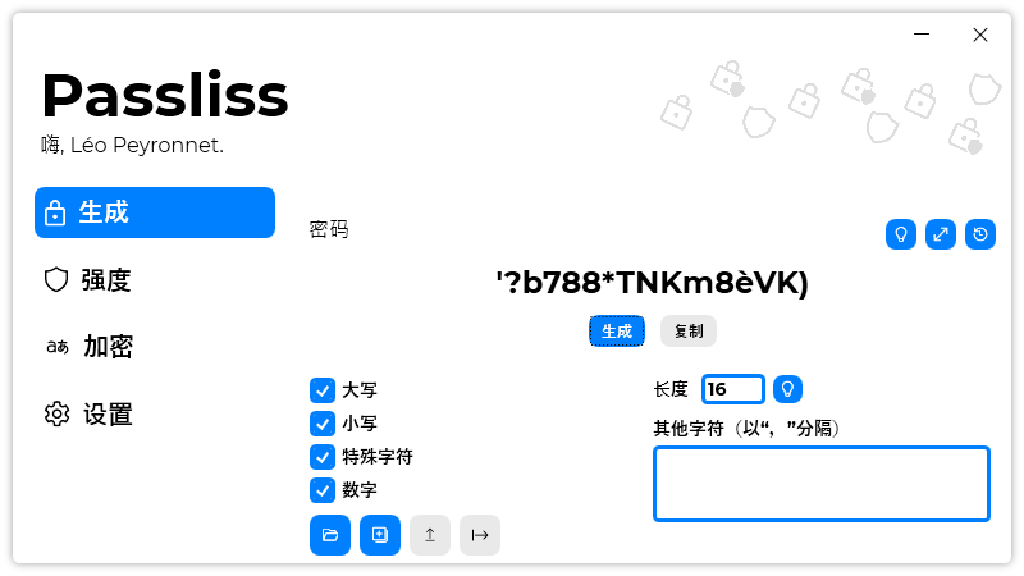 Passliss
嗨, Léo Peyronnet.
生成
强度
加密
设置
密码
'?b788*TNKm8èVK)
生成
复制
大写
小写
特殊字符
数字
长度 16
其他字符（以“，”分隔）